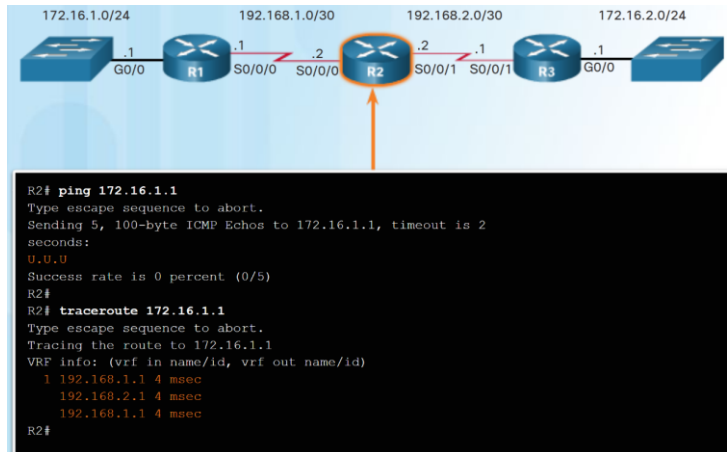 172.16.1.0/24 192.168.1.0/30 192.168.2.0/30 172.16.2.0/24
.1 .1 .2 .2 .1 .1
G0/0 R1 S0/0/0 S0/0/0 R2 S0/0/1 S0/0/1 R3 G0/0
R2# ping 172.16.1.1
Type escape sequence to abort.
Sending 5, 100-byte ICMP Echos to 172.16.1.1, timeout is 2
seconds:
U.U.U
Success rate is 0 percent (0/5)
R2#
R2# traceroute 172.16.1.1
Type escape sequence to abort.
Tracing the route to 172.16.1.1
VRF info: (vrf in name/id, vrf out name/id)
1 192.168.1.1 4 msec
192.168.2.1 4 msec
192.168.1.1 4 msec
R2#